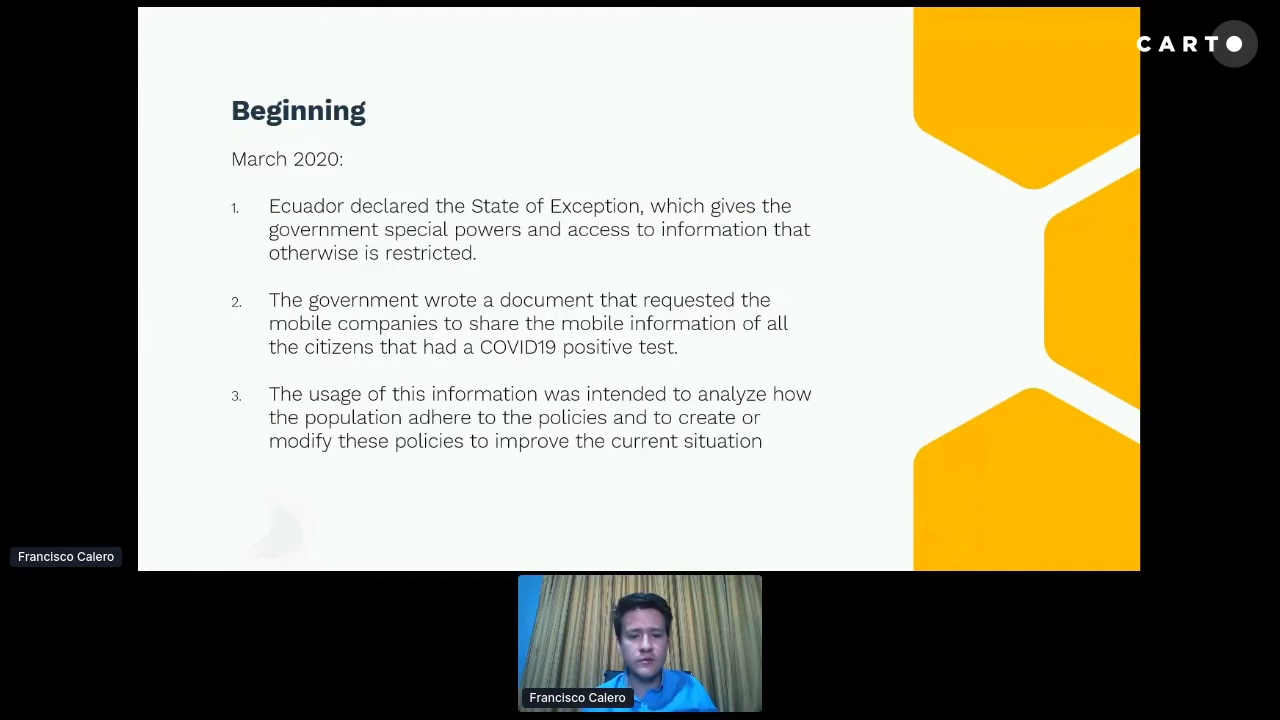 CARTO
Beginning
March 2020:
1. Ecuador declared the State of Exception, which gives the
government special powers and access to information that
otherwise is restricted.
2. The government wrote a document that requested the
mobile companies to share the mobile information of all
the citizens that had a COVID19 positive test.
3. The usage of this information was intended to analyze how
the population adhere to the policies and to create or
modify these policies to improve the current situation
Francisco Calero
Francisco Calero